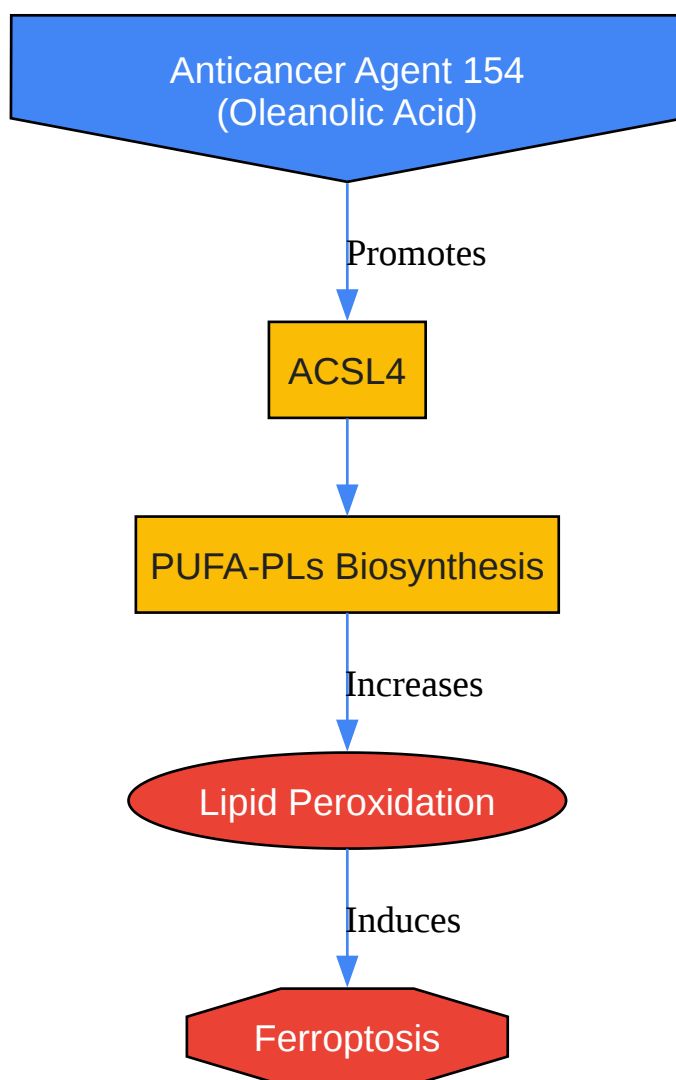 Anticancer Agent 154
(Oleanolic Acid)
Promotes
ACSL4
PUFA-PLs Biosynthesis
Increases
Lipid Peroxidation
Induces
Ferroptosis